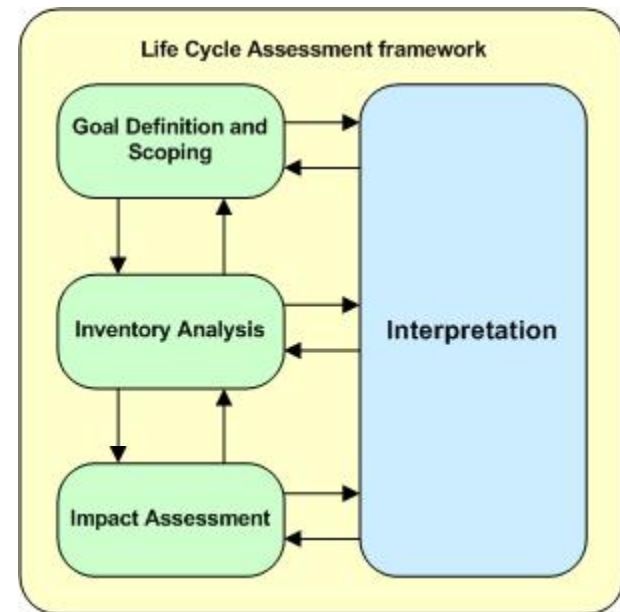 Life Cycle Assessment framework
Goal Definition and
Scoping
Inventory Analysis
Interpretation
Impact Assessment